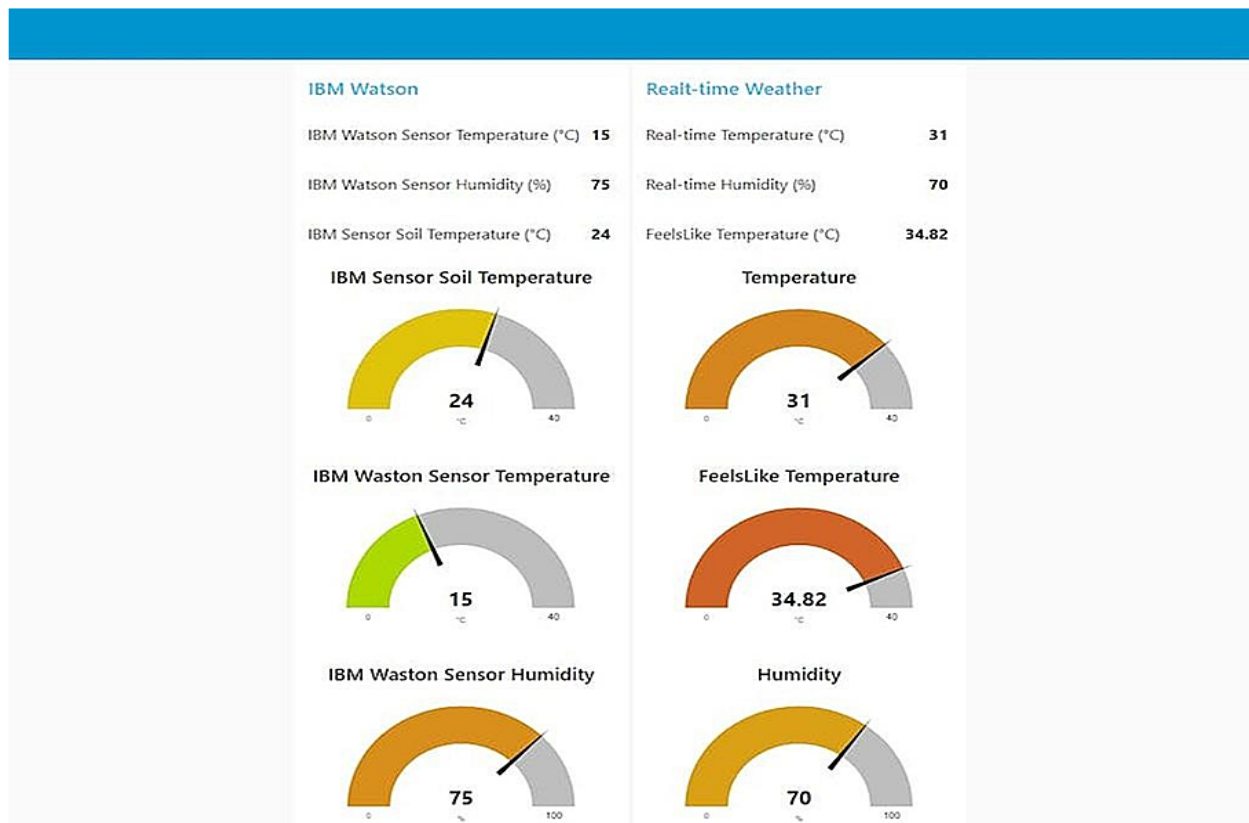 IBM Watson
IBM Watson Sensor Temperature (°C) 15
IBM Watson Sensor Humidity (%) 75
IBM Sensor Soil Temperature (°C) 24
IBM Sensor Soil Temperature
24
°C
0 40
IBM Waston Sensor Temperature
15
°C
0 40
IBM Waston Sensor Humidity
75
%
0 100
Realt-time Weather
Real-time Temperature (°C) 31
Real-time Humidity (%) 70
FeelsLike Temperature (°C) 34.82
Temperature
31
°C
0 40
FeelsLike Temperature
34.82
°C
0 40
Humidity
70
%
0 100